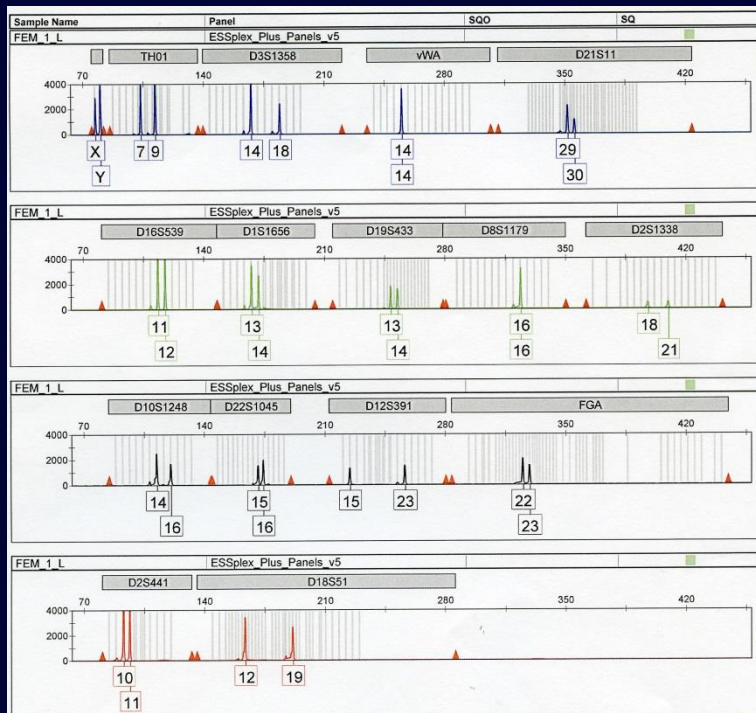 Sample Name Panel SQO SQ
FEM_1_L ESSplex_Plus_Panels_v5
TH01 D3S1358 vWA D21S11
70 140 210 280 350 420
4000
2000
0
X 7 9 14 18 14 29
Y 14 30
FEM_1_L ESSplex_Plus_Panels_v5
D16S539 D1S1656 D19S433 D8S1179 D2S1338
70 140 210 280 350 420
4000
2000
0
11 13 13 16 18
12 14 14 16 21
FEM_1_L ESSplex_Plus_Panels_v5
D10S1248 D22S1045 D12S391 FGA
70 140 210 280 350 420
4000
2000
0
14 15 15 23 22
16 16 23
FEM_1_L ESSplex_Plus_Panels_v5
D2S441 D18S51
70 140 210 280 350 420
4000
2000
0
10 12 19
11